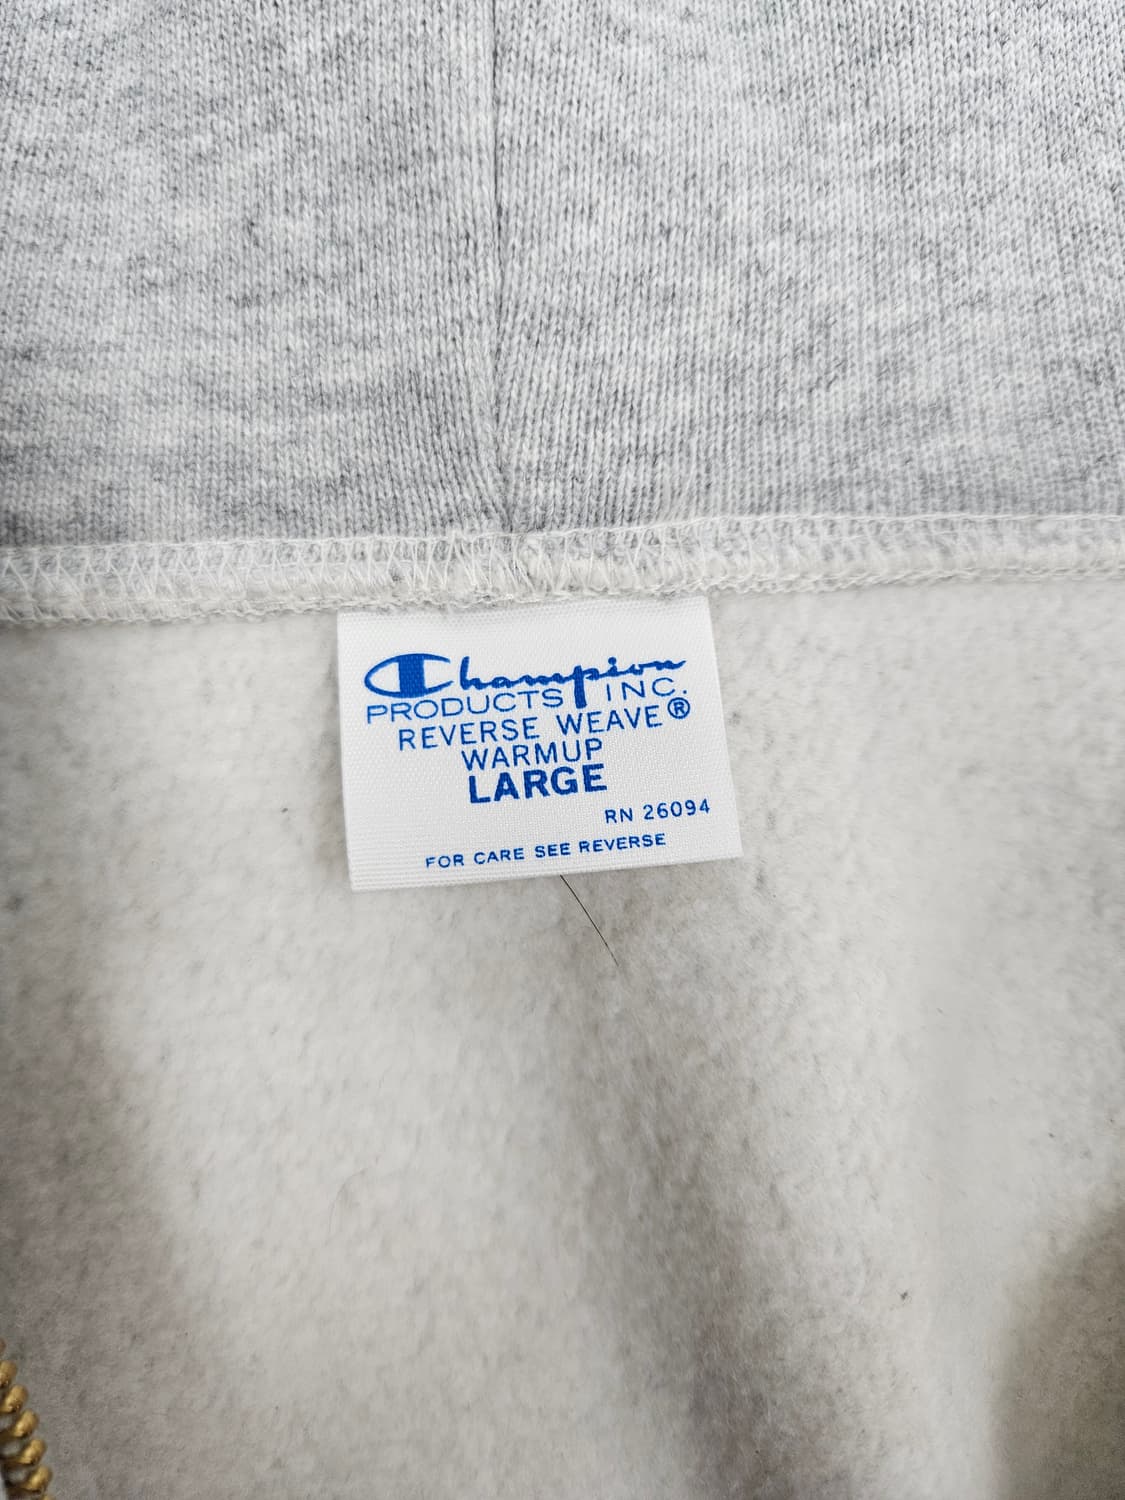 Champion
PRODUCTS INC.
REVERSE WEAVE®
WARMUP
LARGE
RN 26094
FOR CARE SEE REVERSE